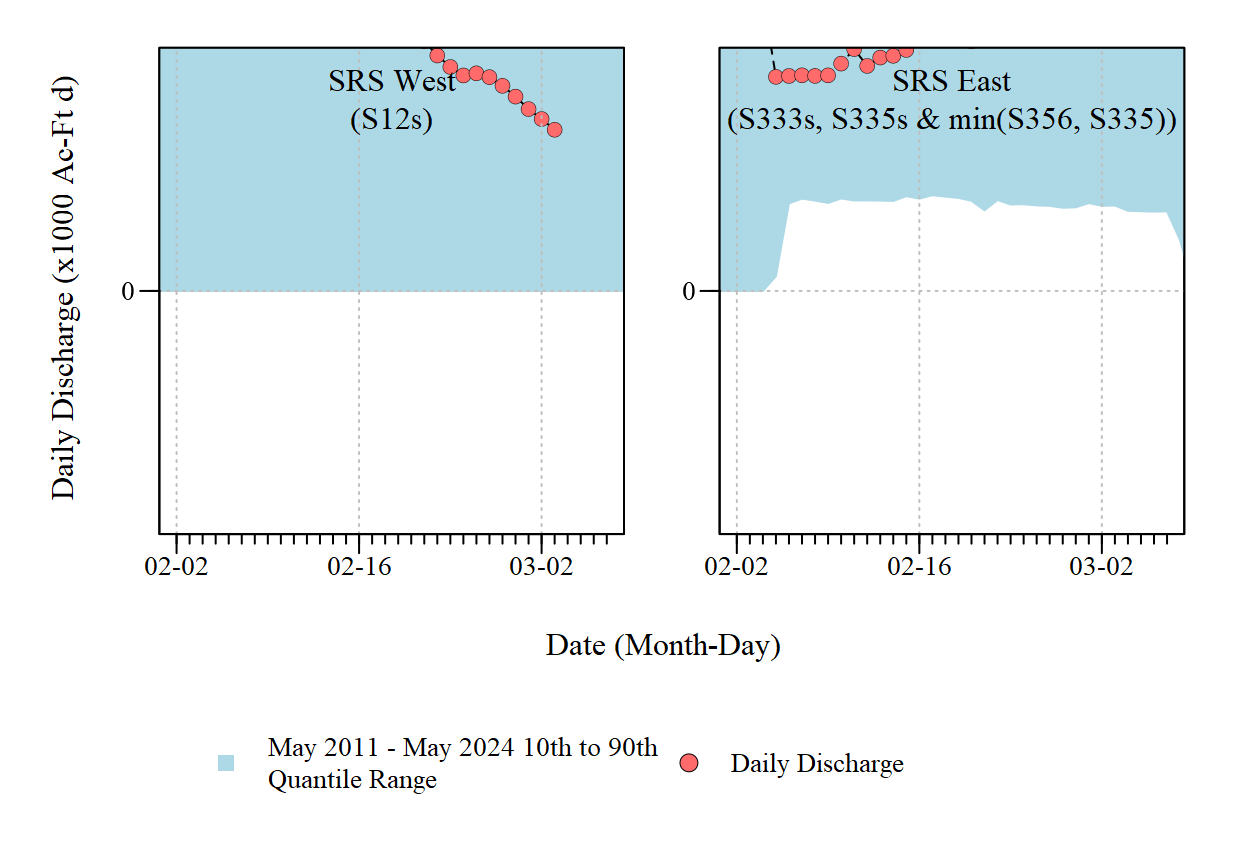 SRS West
(S12s)
SRS East
(S333s, S335s & min(S356, S335))
Daily Discharge (x1000 Ac-Ft d)
0
0
02-02
02-16
03-02
02-02
02-16
03-02
Date (Month-Day)
May 2011 - May 2024 10th to 90th
Quantile Range
Daily Discharge